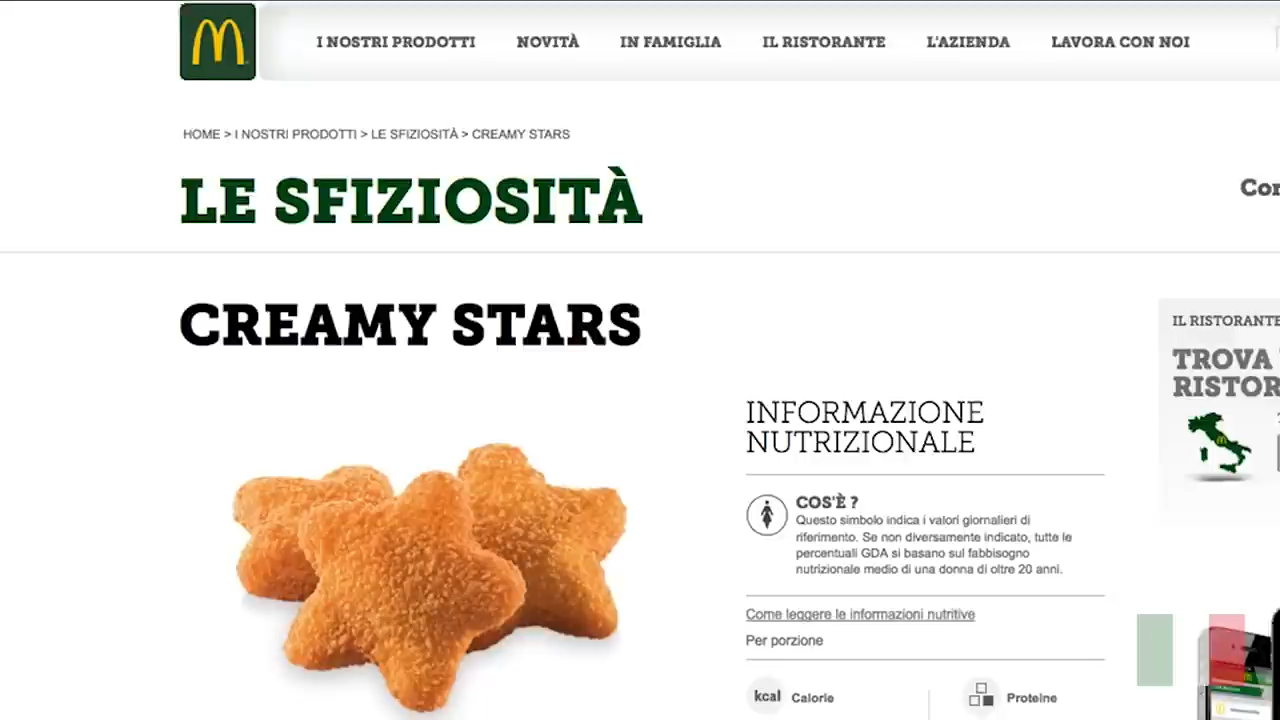 I NOSTRI PRODOTTI NOVITÀ IN FAMIGLIA IL RISTORANTE L'AZIENDA LAVORA CON NOI
HOME > I NOSTRI PRODOTTI > LE SFIZIOSITÀ > CREAMY STARS
LE SFIZIOSITÀ
CREAMY STARS
INFORMAZIONE
NUTRIZIONALE
COS'È ?
Questo simbolo indica i valori giornalieri di
riferimento. Se non diversamente indicato, tutte le
percentuali GDA si basano sul fabbisogno
nutrizionale medio di una donna di oltre 20 anni.
Come leggere le informazioni nutritive
Per porzione
kcal Calorie
Proteine
IL RISTORANTE
TROVA